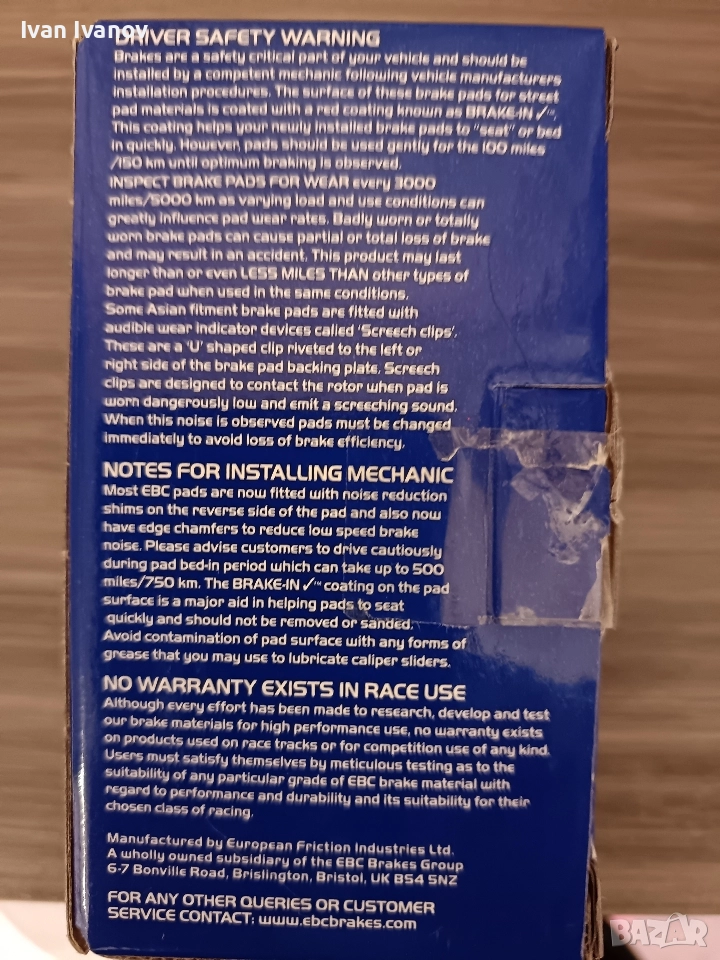 Ivan Ivanov
DRIVER SAFETY WARNING
Brakes are a safety critical part of your vehicle and should be
installed by a competent mechanic following vehicle manufacturers
installation procedures. The surface of these brake pads for street
pad materials is coated with a red coating known as BRAKE-IN ✓™.
This coating helps your newly installed brake pads to "seat" or bed
in quickly. However, pads should be used gently for the 100 miles
/150 km until optimum braking is observed.
INSPECT BRAKE PADS FOR WEAR every 3000
miles/5000 km as varying load and use conditions can
greatly influence pad wear rates. Badly worn or totally
worn brake pads can cause partial or total loss of brake
and may result in an accident. This product may last
longer than or even LESS MILES THAN other types of
brake pad when used in the same conditions.
Some Asian fitment brake pads are fitted with
audible wear indicator devices called 'Screech clips'.
These are a 'U' shaped clip riveted to the left or
right side of the brake pad backing plate. Screech
clips are designed to contact the rotor when pad is
worn dangerously low and emit a screeching sound.
When this noise is observed pads must be changed
immediately to avoid loss of brake efficiency.
NOTES FOR INSTALLING MECHANIC
Most EBC pads are now fitted with noise reduction
shims on the reverse side of the pad and also now
have edge chamfers to reduce low speed brake
noise. Please advise customers to drive cautiously
during pad bed-in period which can take up to 500
miles/750 km. The BRAKE-IN ✓™ coating on the pad
surface is a major aid in helping pads to seat
quickly and should not be removed or sanded.
Avoid contamination of pad surface with any forms of
grease that you may use to lubricate caliper sliders.
NO WARRANTY EXISTS IN RACE USE
Although every effort has been made to research, develop and test
our brake materials for high performance use, no warranty exists
on products used on race tracks or for competition use of any kind.
Users must satisfy themselves by meticulous testing as to the
suitability of any particular grade of EBC brake material with
regard to performance and durability and its suitability for their
chosen class of racing.
Manufactured by European Friction Industries Ltd.
A wholly owned subsidiary of the EBC Brakes Group
6-7 Bonville Road, Brislington, Bristol, UK BS4 5NZ
FOR ANY OTHER QUERIES OR CUSTOMER
SERVICE CONTACT: www.ebcbrakes.com
BAZAR